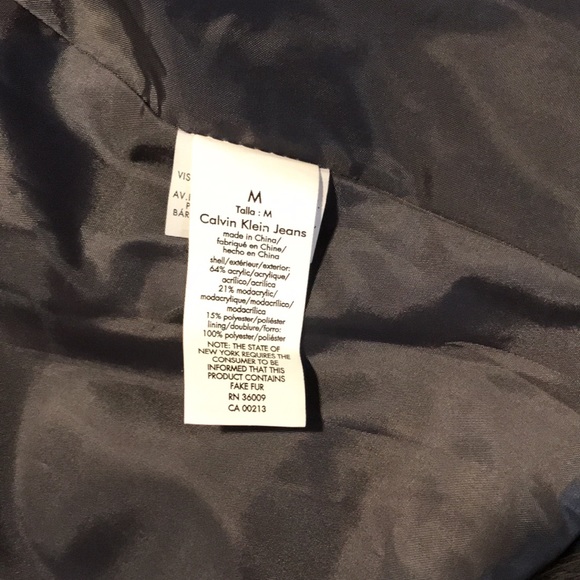 VIS
AV.
P
BÁR
M
Talla : M
Calvin Klein Jeans
made in China/
fabriqué en Chine/
hecho en China
shell/extérieur/exterior:
64% acrylic/acrylique/
acrílico/acrílica
21% modacrylic/
modacrylique/modacrílico/
modacrílica
15% polyester/poliéster
lining/doublure/forro:
100% polyester/poliéster
NOTE: THE STATE OF
NEW YORK REQUIRES THE
CONSUMER TO BE
INFORMED THAT THIS
PRODUCT CONTAINS
FAKE FUR
RN 36009
CA 00213